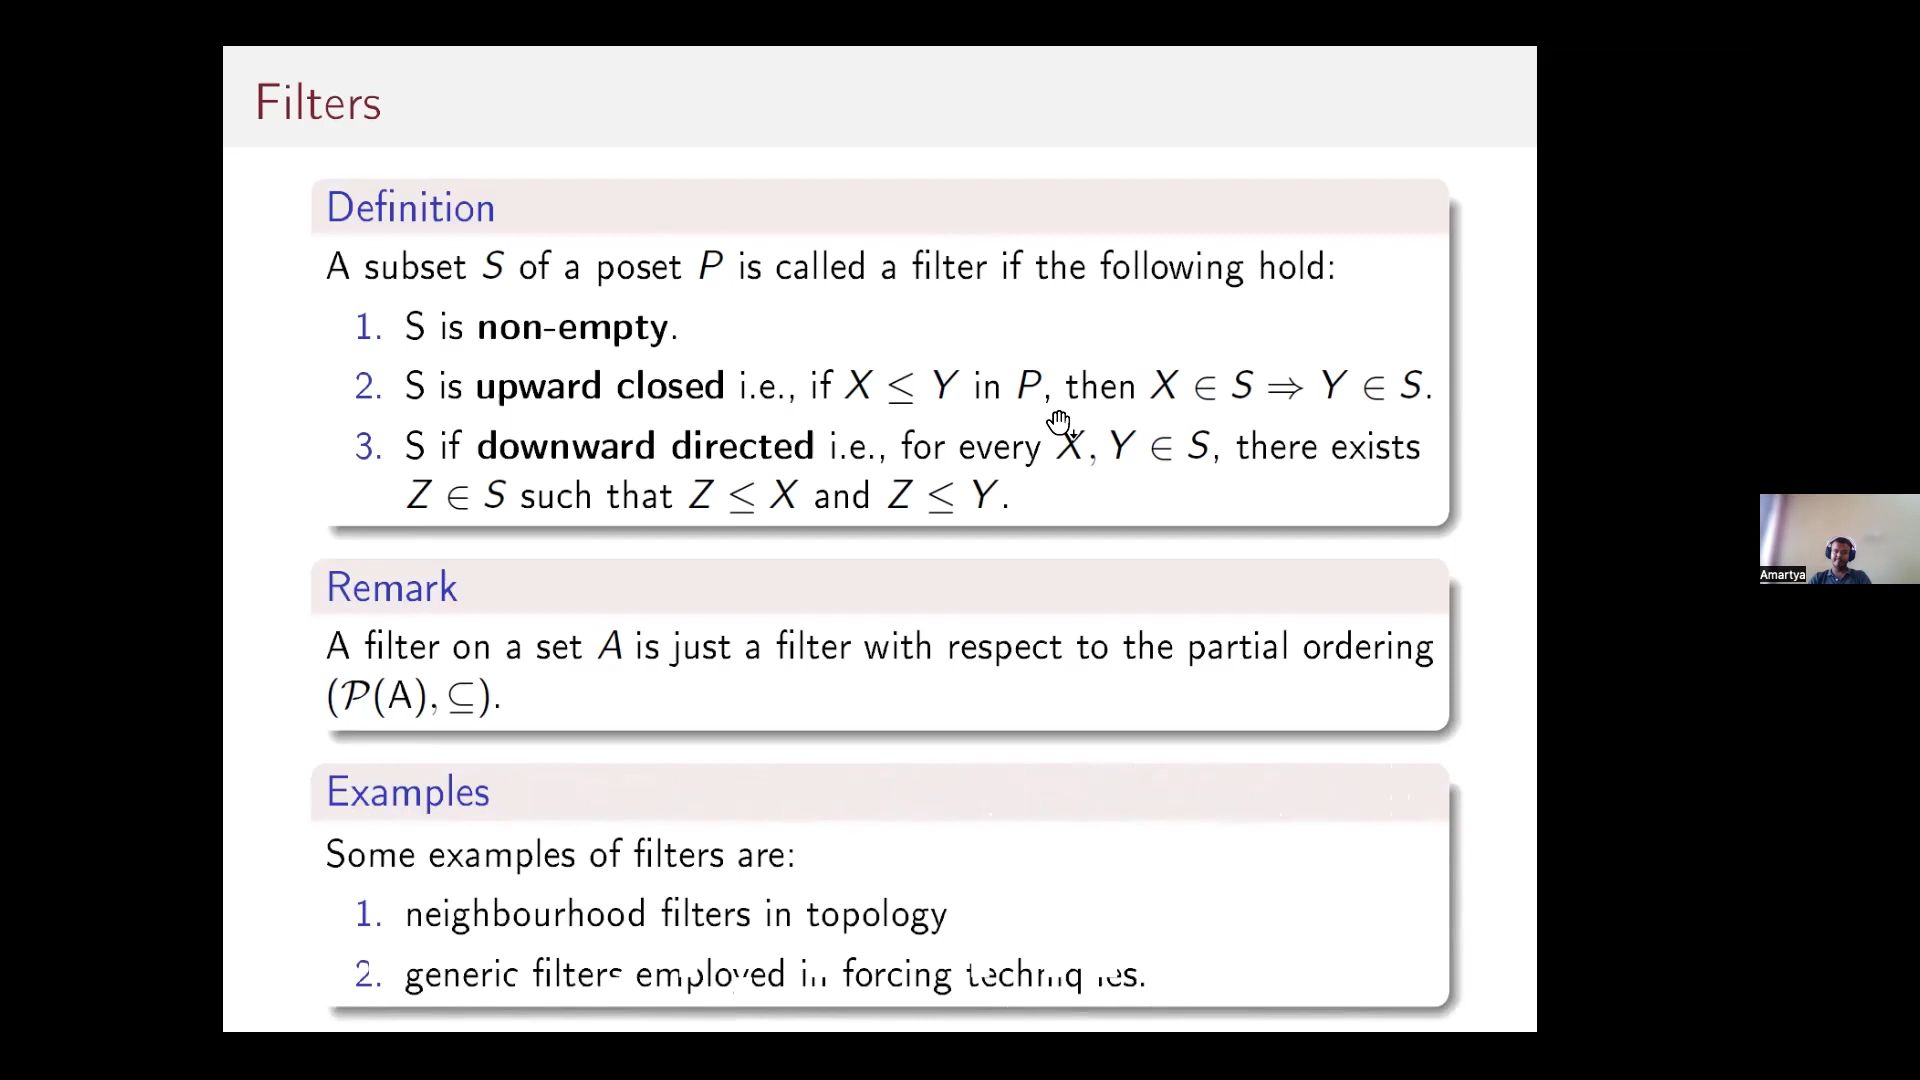 Filters
Definition
A subset S of a poset P is called a filter if the following hold:
1. S is non-empty.
2. S is upward closed i.e., if X ≤ Y in P, then X ∈ S ⇒ Y ∈ S.
3. S if downward directed i.e., for every X, Y ∈ S, there exists
Z ∈ S such that Z ≤ X and Z ≤ Y.
Remark
A filter on a set A is just a filter with respect to the partial ordering
(𝒫(A), ⊆).
Examples
Some examples of filters are:
1. neighbourhood filters in topology
2. generic filters employed in forcing techniques.
Amartya